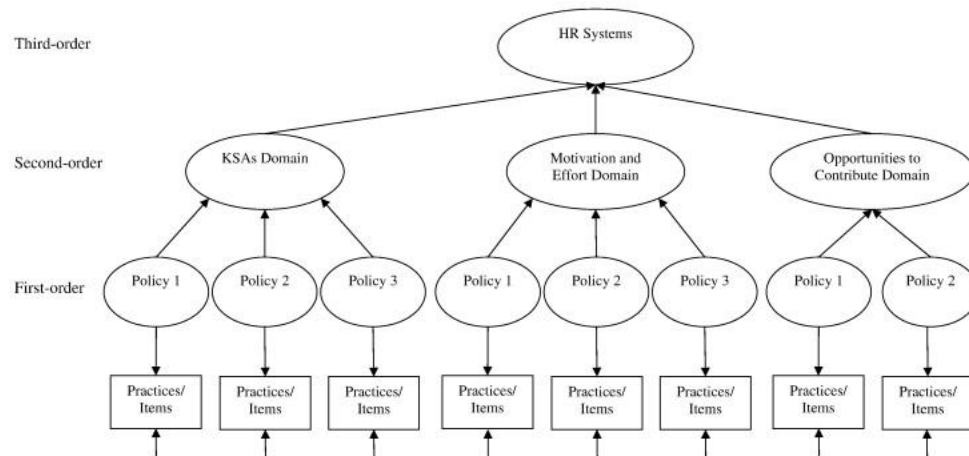 Third-order
HR Systems
Second-order
KSAs Domain
Motivation and
Effort Domain
Opportunities to
Contribute Domain
First-order
Policy 1
Policy 2
Policy 3
Policy 1
Policy 2
Policy 3
Policy 1
Policy 2
Practices/
Items
Practices/
Items
Practices/
Items
Practices/
Items
Practices/
Items
Practices/
Items
Practices/
Items
Practices/
Items